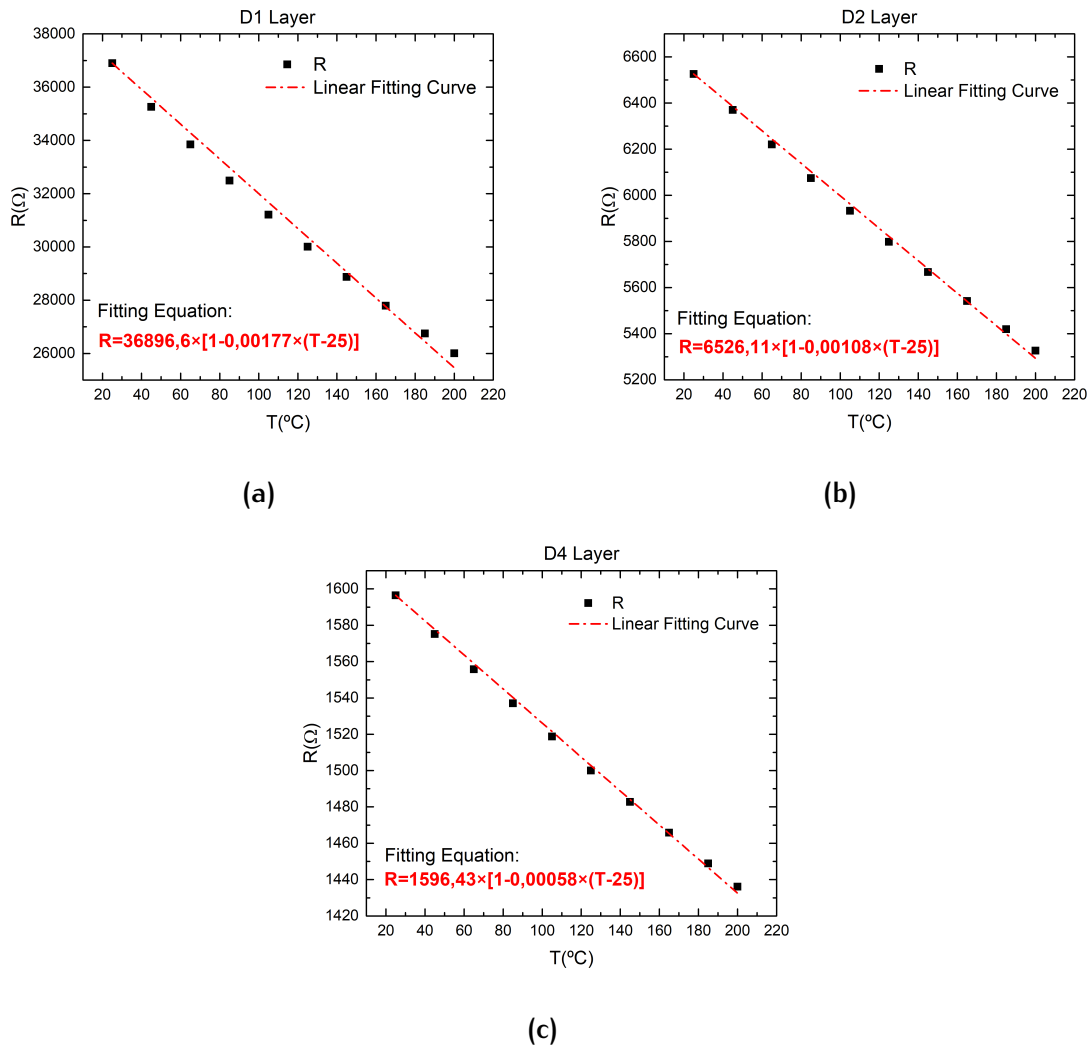 D1 Layer
38000
36000
34000
32000
30000
28000
26000
R(Ω)
R
Linear Fitting Curve
Fitting Equation:
R=36896,6×[1-0,00177×(T-25)]
20 40 60 80 100 120 140 160 180 200 220
T(ºC)
(a)
D2 Layer
6600
6400
6200
6000
5800
5600
5400
5200
R(Ω)
R
Linear Fitting Curve
Fitting Equation:
R=6526,11×[1-0,00108×(T-25)]
20 40 60 80 100 120 140 160 180 200 220
T(ºC)
(b)
D4 Layer
1600
1580
1560
1540
1520
1500
1480
1460
1440
1420
R(Ω)
R
Linear Fitting Curve
Fitting Equation:
R=1596,43×[1-0,00058×(T-25)]
20 40 60 80 100 120 140 160 180 200 220
T(ºC)
(c)